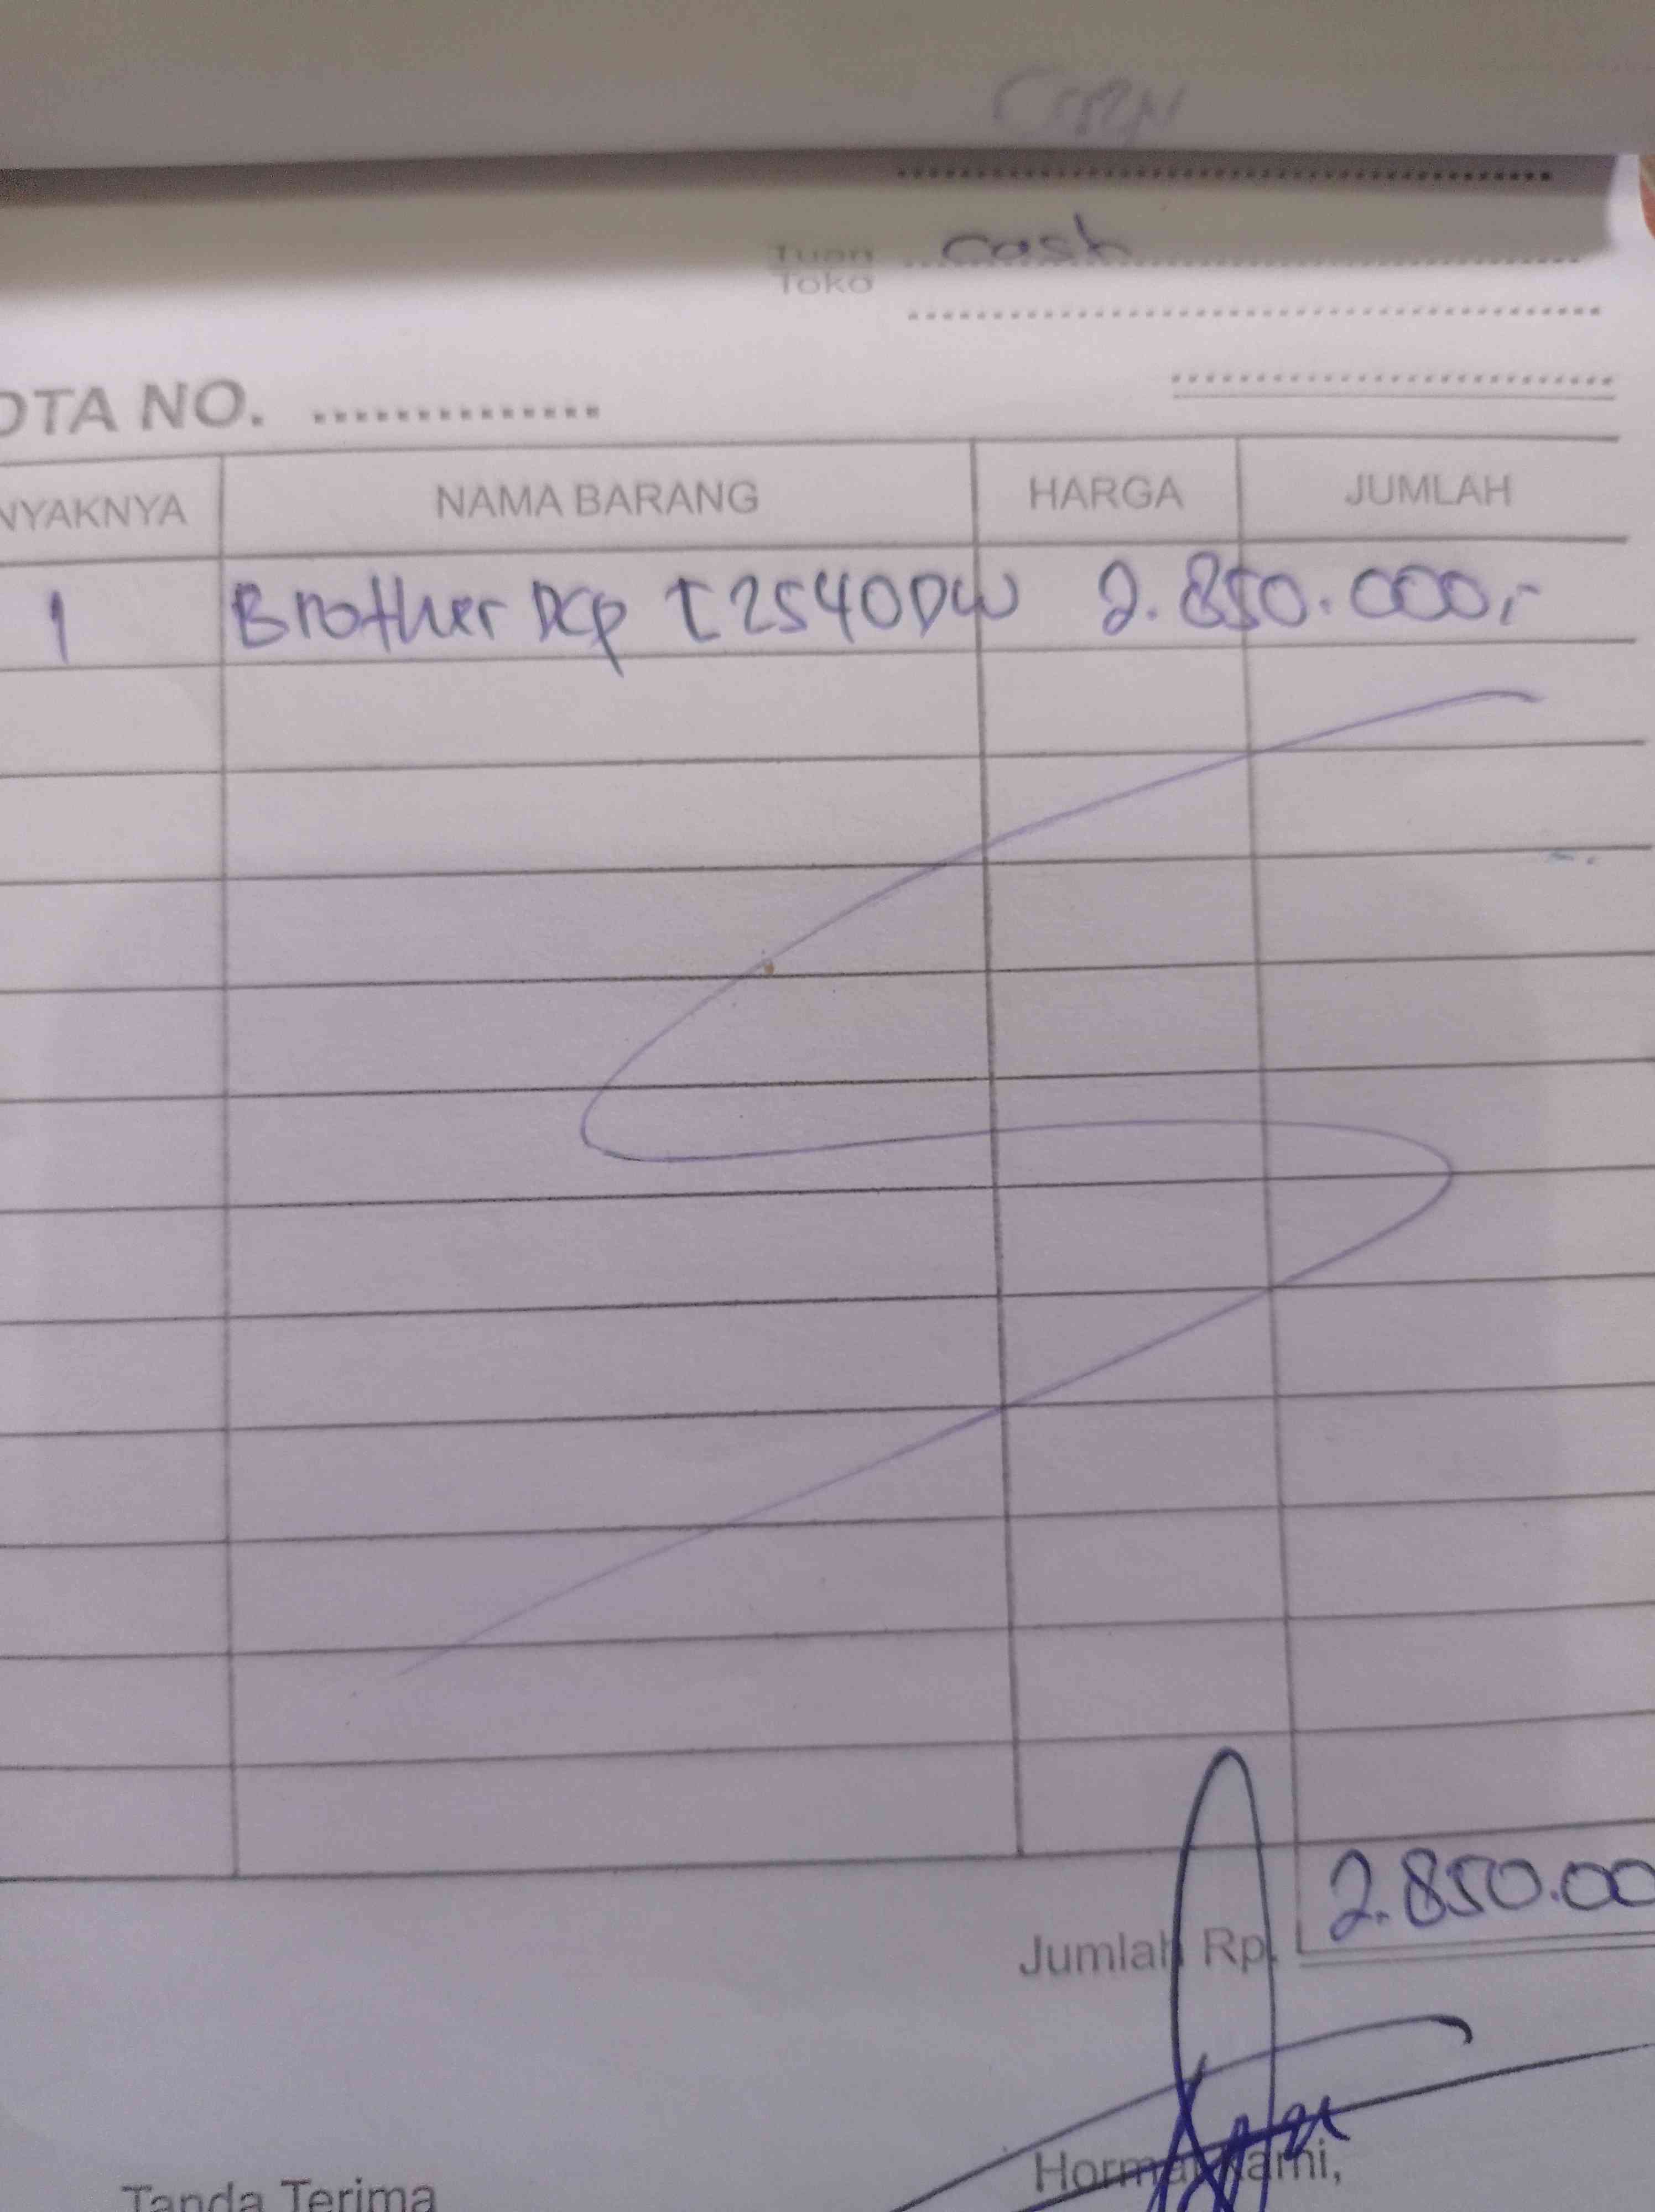 Tuan cash
Toko
OTA NO. ..............
NYAKNYA NAMA BARANG HARGA JUMLAH
1 Brother DCP L2540DW 2.850.000,-
Jumlah Rp. 2.850.00
Tanda Terima Hormat Kami,